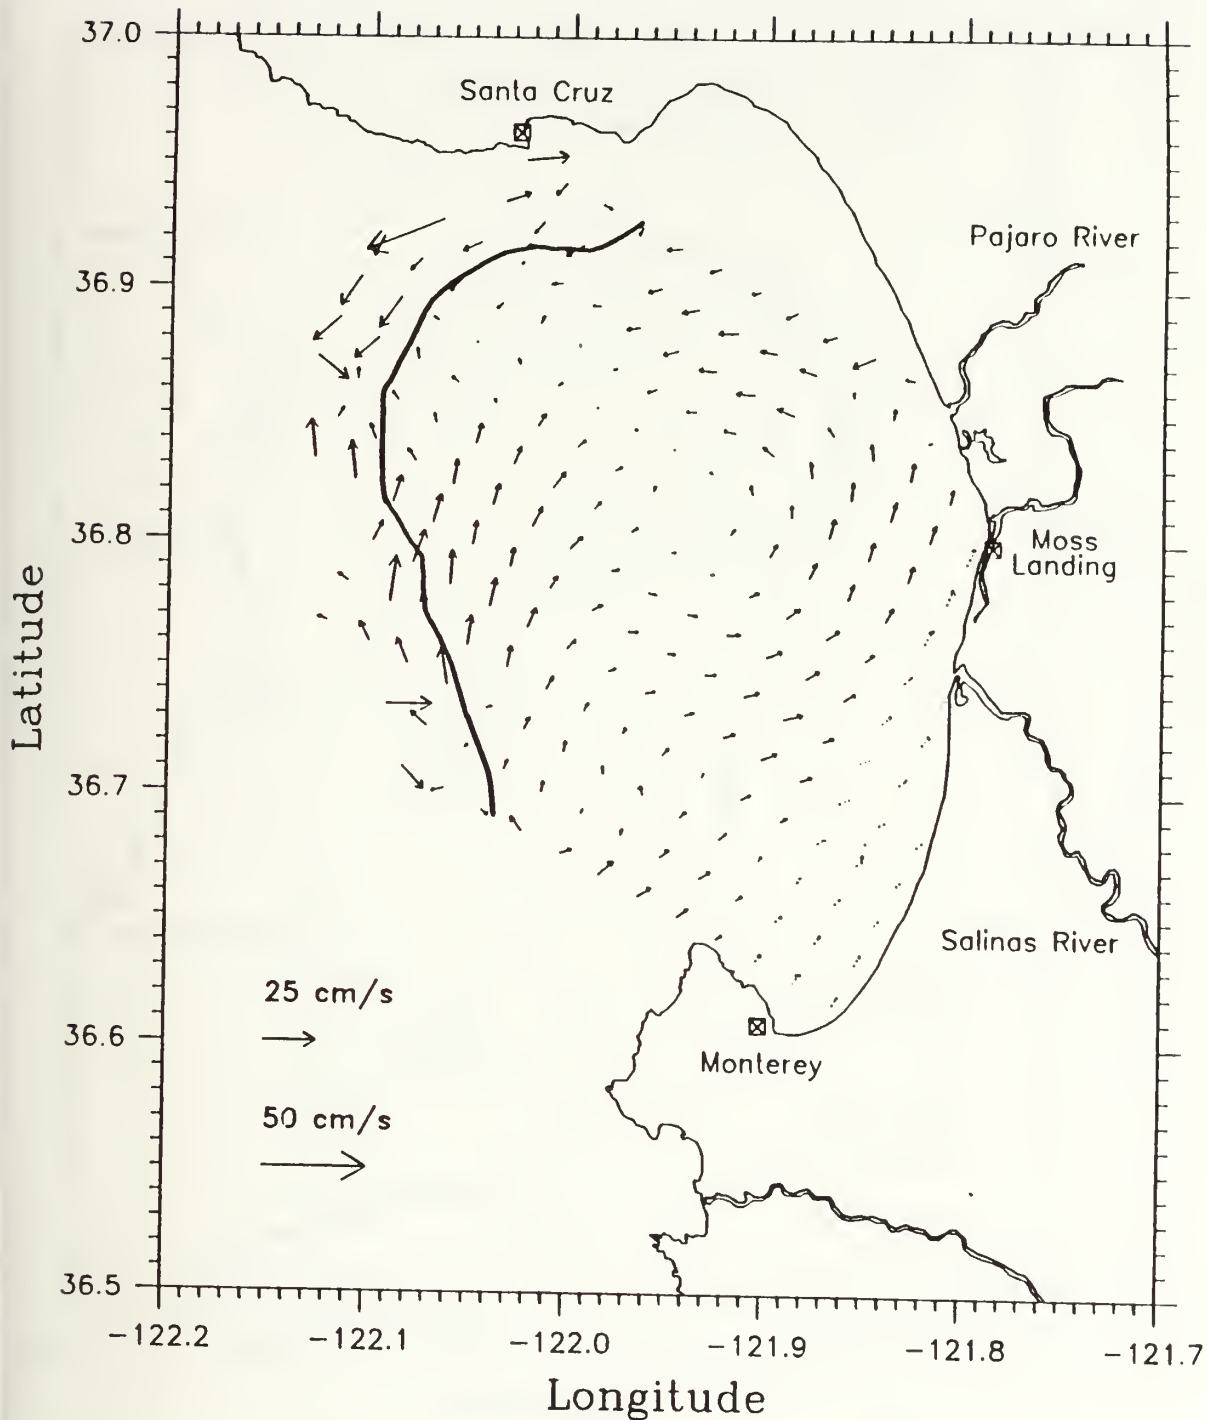 37.0
Santa Cruz
Pajaro River
36.9
36.8
Moss
Landing
Latitude
36.7
Salinas River
25 cm/s
36.6
Monterey
50 cm/s
36.5
-122.2
-122.1
-122.0
-121.9
-121.8
-121.7
Longitude